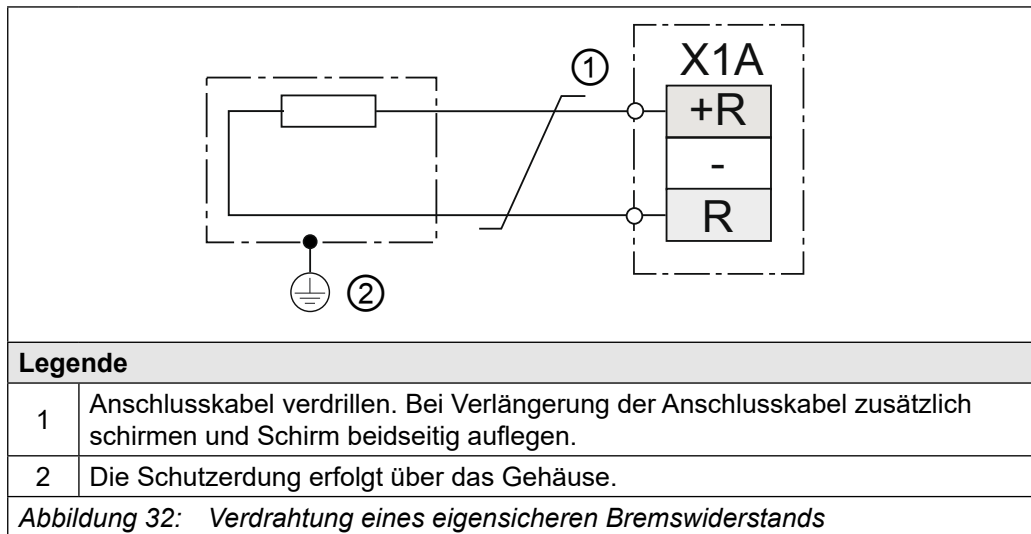 X1A
①
+R
-
R
②
Legende
1 Anschlusskabel verdrillen. Bei Verlängerung der Anschlusskabel zusätzlich
schirmen und Schirm beidseitig auflegen.
2 Die Schutzerdung erfolgt über das Gehäuse.
Abbildung 32: Verdrahtung eines eigensicheren Bremswiderstands